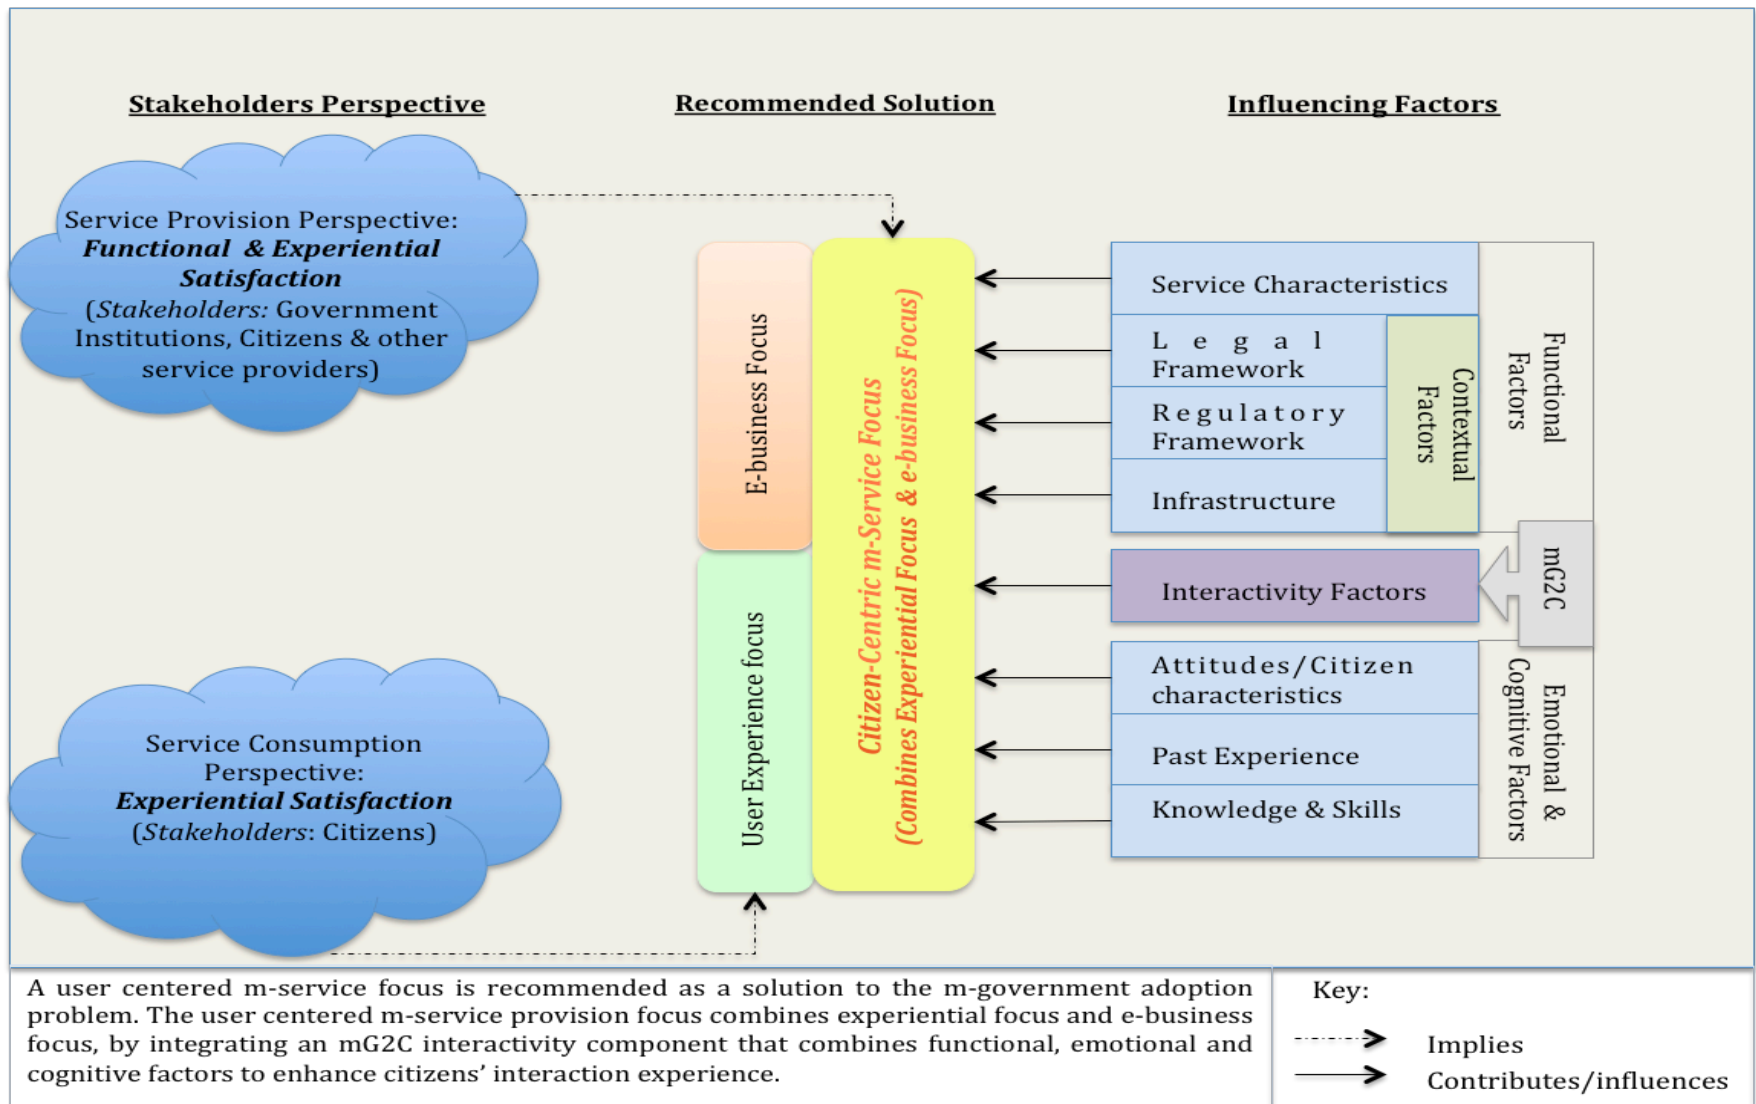 Stakeholders Perspective
Recommended Solution
Influencing Factors
Service Provision Perspective:
Functional & Experiential
Satisfaction
(Stakeholders: Government
Institutions, Citizens & other
service providers)
Service Consumption
Perspective:
Experiential Satisfaction
(Stakeholders: Citizens)
E-business Focus
User Experience focus
Citizen-Centric m-Service Focus
(Combines Experiential Focus & e-business Focus)
Service Characteristics
Legal
Framework
Regulatory
Framework
Infrastructure
Contextual
Factors
Functional
Factors
Interactivity Factors
mG2C
Attitudes/Citizen
characteristics
Past Experience
Knowledge & Skills
Emotional &
Cognitive Factors
A user centered m-service focus is recommended as a solution to the m-government adoption
problem. The user centered m-service provision focus combines experiential focus and e-business
focus, by integrating an mG2C interactivity component that combines functional, emotional and
cognitive factors to enhance citizens’ interaction experience.
Key:
Implies
Contributes/influences